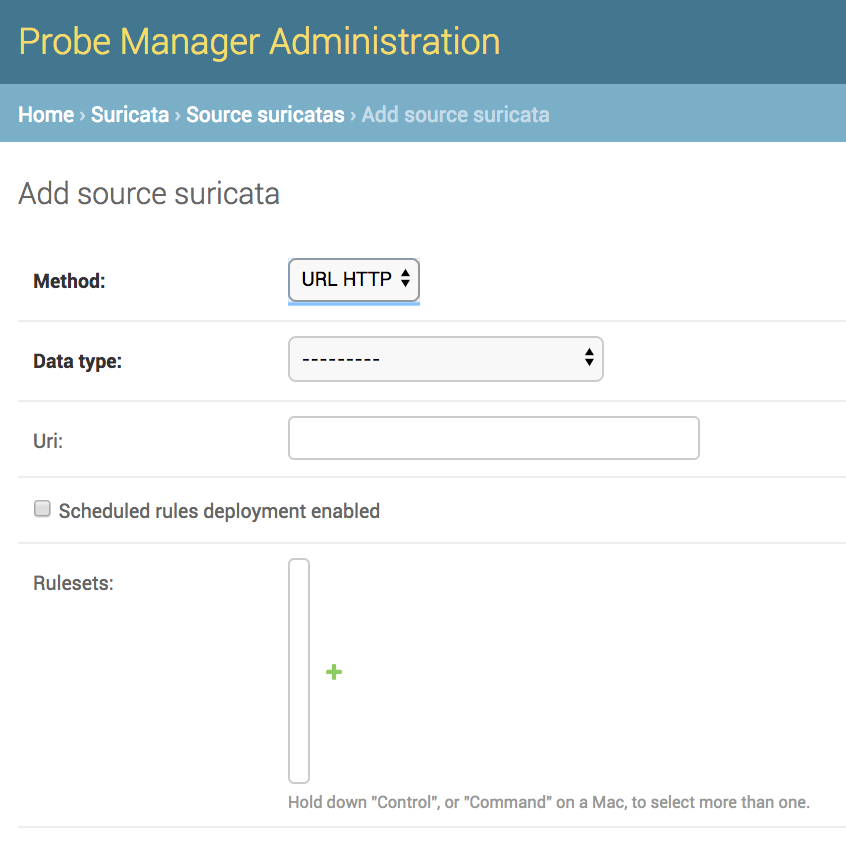 Probe Manager Administration
Home › Suricata › Source suricatas › Add source suricata
Add source suricata
Method: URL HTTP
Data type: ---------
Uri:
Scheduled rules deployment enabled
Rulesets:
Hold down "Control", or "Command" on a Mac, to select more than one.